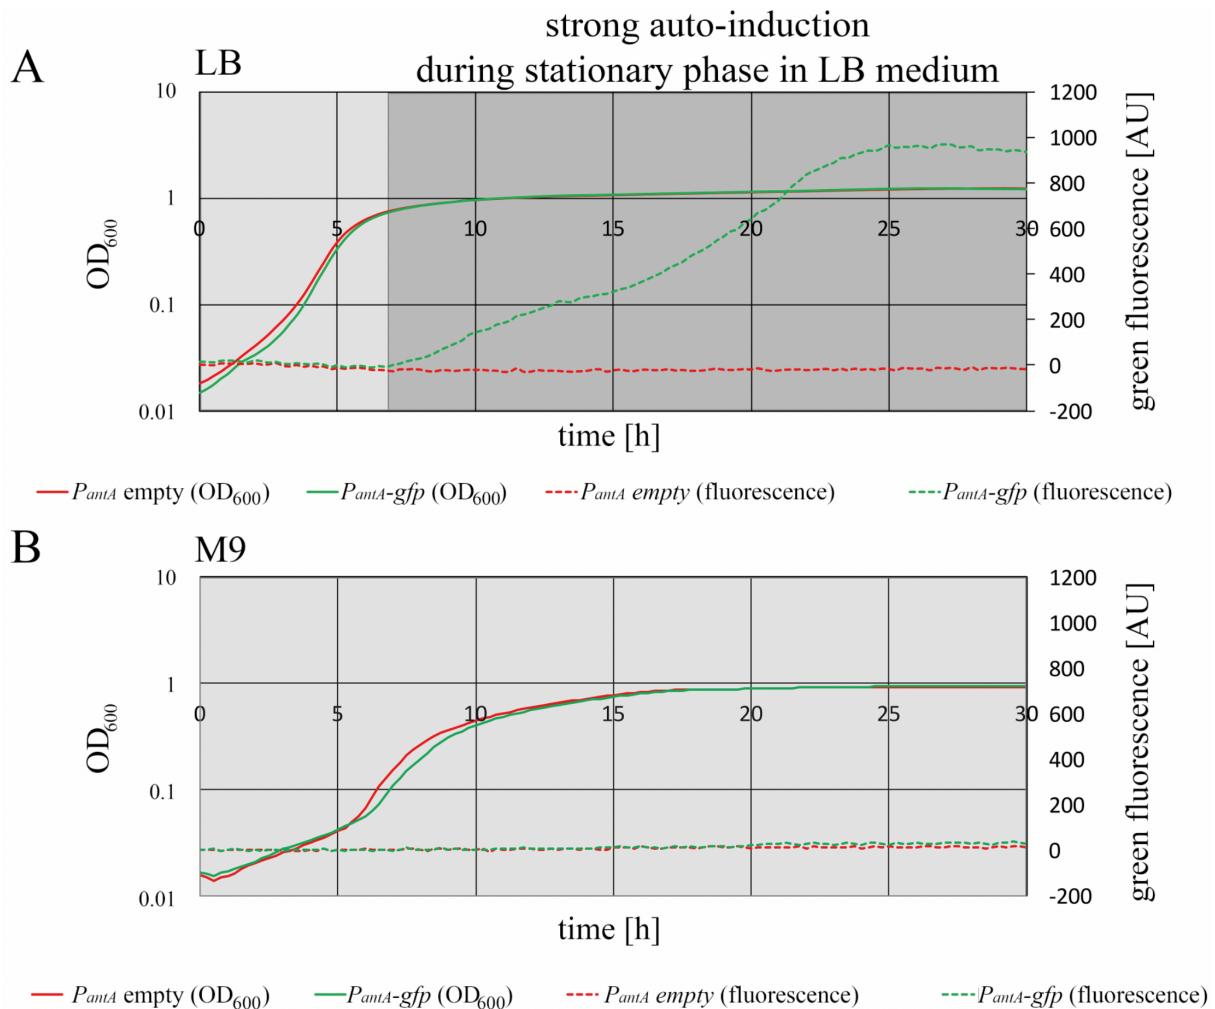 strong auto-induction
during stationary phase in LB medium
A
LB
10
1
0.1
0.01
OD600
0
5
10
15
20
25
30
1200
1000
800
600
400
200
0
-200
green fluorescence [AU]
time [h]
PantA empty (OD600)
PantA-gfp (OD600)
PantA empty (fluorescence)
PantA-gfp (fluorescence)
B
M9
10
1
0.1
0.01
OD600
0
5
10
15
20
25
30
1200
1000
800
600
400
200
0
-200
green fluorescence [AU]
time [h]
PantA empty (OD600)
PantA-gfp (OD600)
PantA empty (fluorescence)
PantA-gfp (fluorescence)